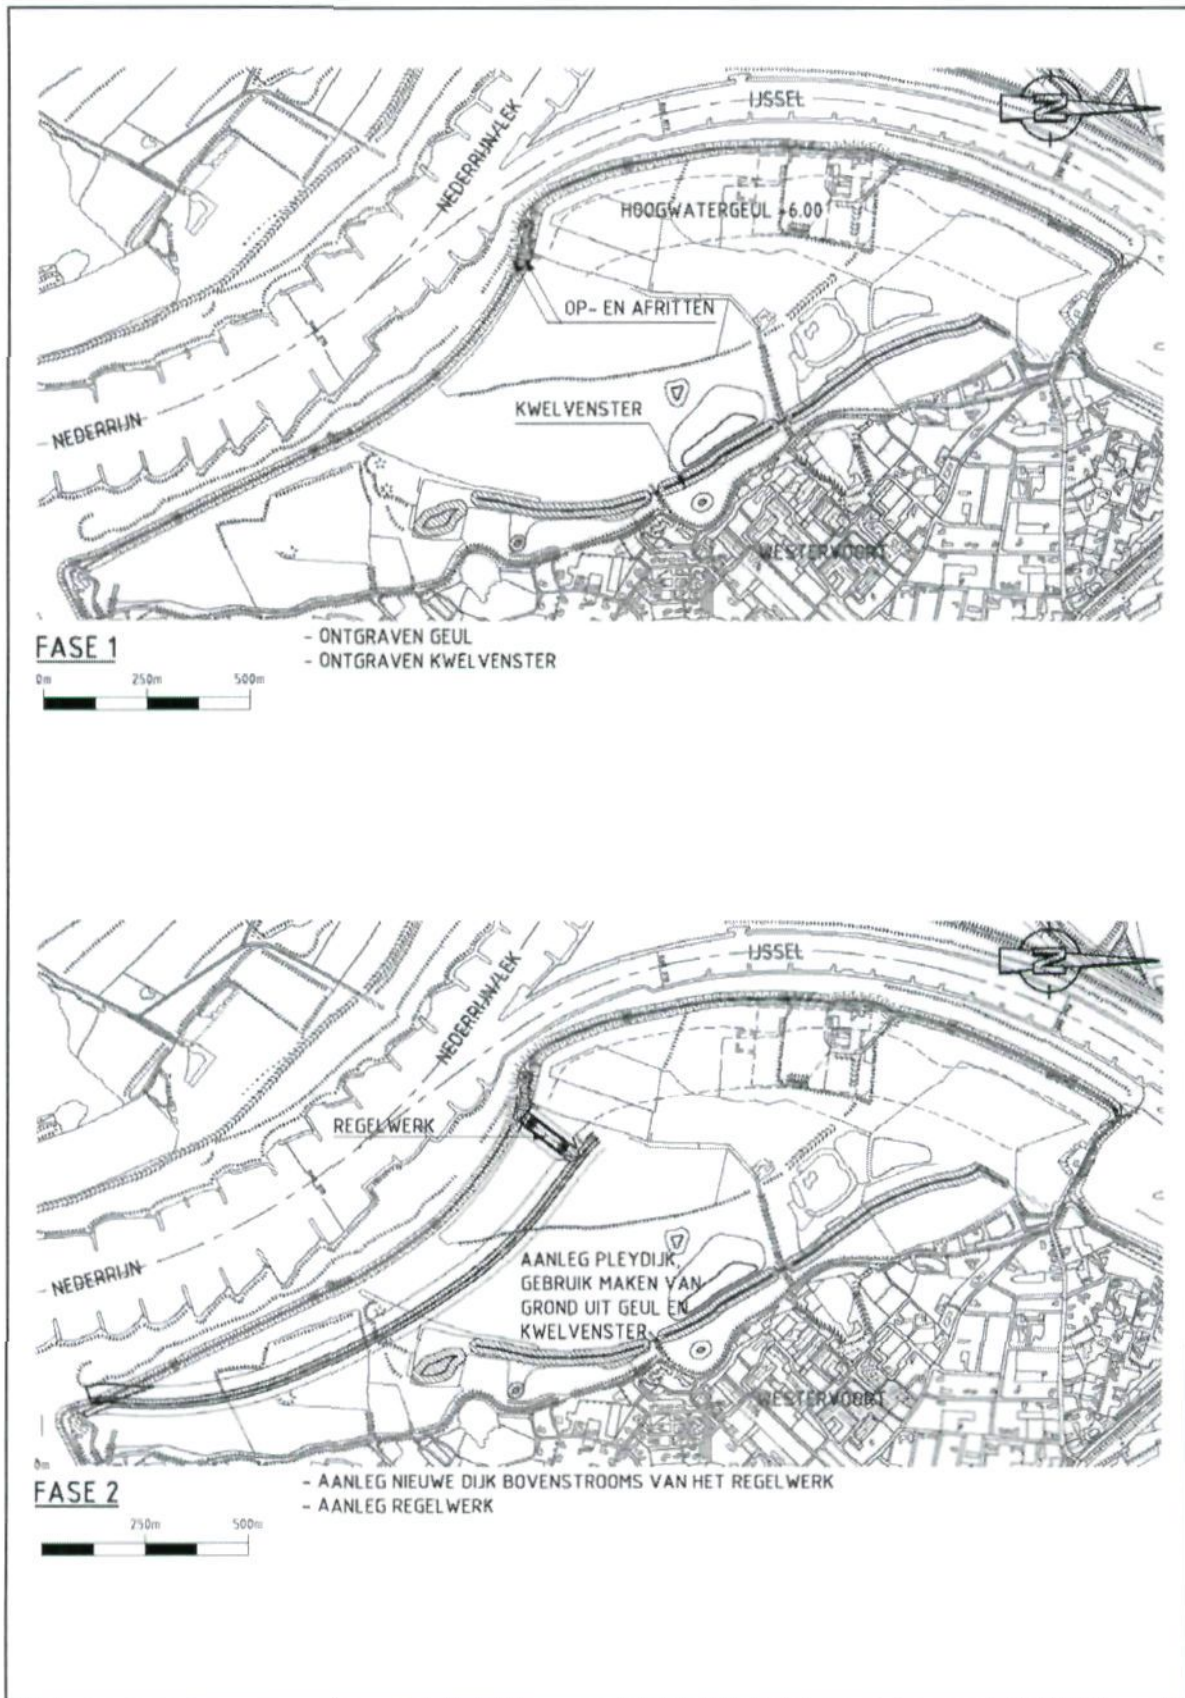 IJSSEL
N
NEDERRIJN/LEK
HOOGWATERGEUL +6.00
OP- EN AFRITTEN
KWELVENSTER
NEDERRIJN
WESTERVOORT
FASE 1
- ONTGRAVEN GEUL
- ONTGRAVEN KWELVENSTER
0m 250m 500m
IJSSEL
N
NEDERRIJN/LEK
REGELWERK
NEDERRIJN
AANLEG PLEYDIJK,
GEBRUIK MAKEN VAN
GROND UIT GEUL EN
KWELVENSTER
WESTERVOORT
0m
FASE 2
- AANLEG NIEUWE DIJK BOVENSTROOMS VAN HET REGELWERK
- AANLEG REGELWERK
250m 500m